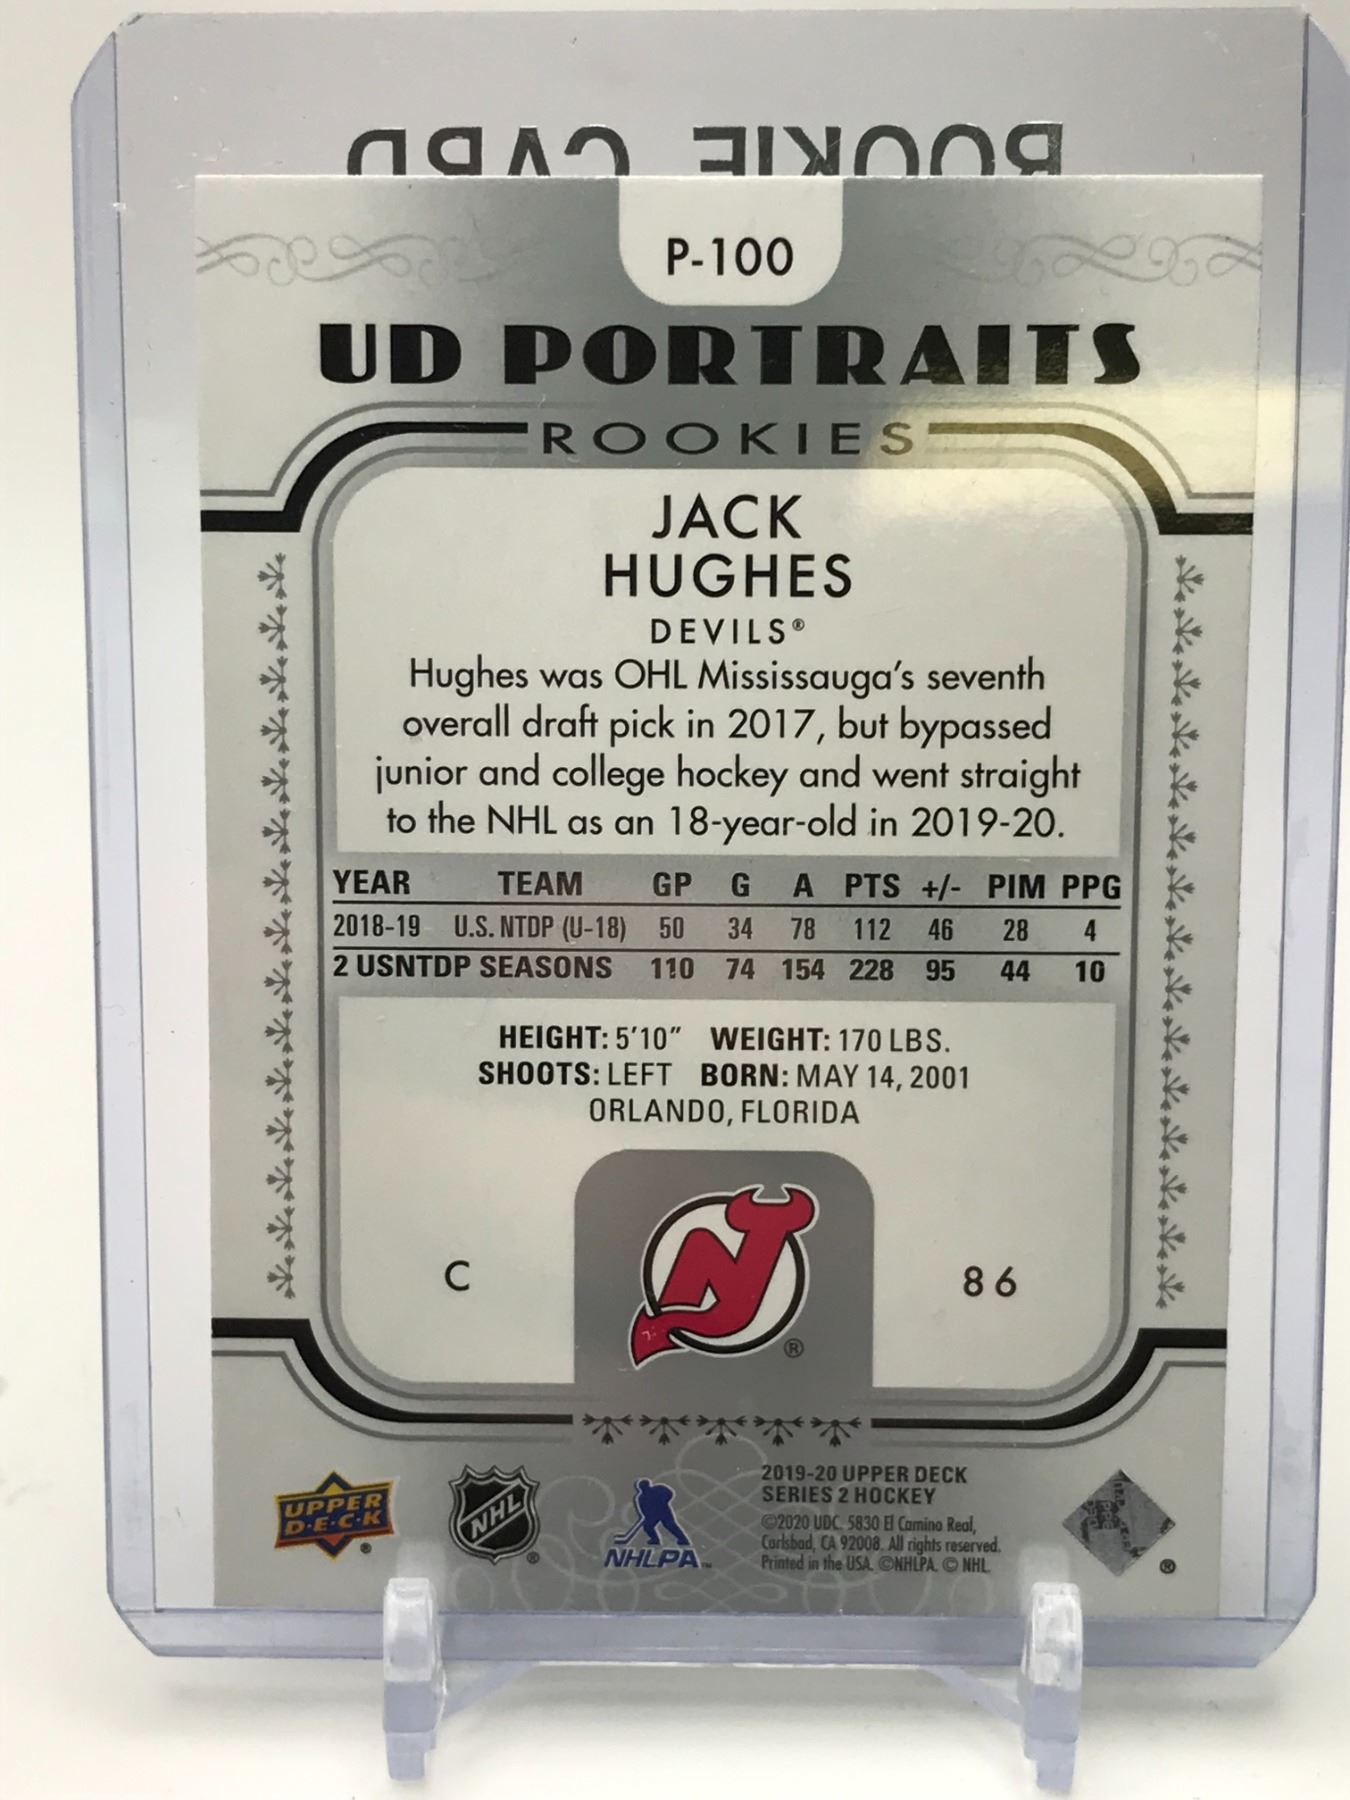 ROOKIE CARD
P-100
UD PORTRAITS
ROOKIES
JACK
HUGHES
DEVILS®
Hughes was OHL Mississauga's seventh
overall draft pick in 2017, but bypassed
junior and college hockey and went straight
to the NHL as an 18-year-old in 2019-20.
YEAR TEAM GP G A PTS +/- PIM PPG
2018-19 U.S. NTDP (U-18) 50 34 78 112 46 28 4
2 USNTDP SEASONS 110 74 154 228 95 44 10
HEIGHT: 5'10" WEIGHT: 170 LBS.
SHOOTS: LEFT BORN: MAY 14, 2001
ORLANDO, FLORIDA
C 86
®
UPPER
D·E·C·K
®
NHL
®
NHLPA™
2019-20 UPPER DECK
SERIES 2 HOCKEY
©2020 UDC. 5830 El Camino Real,
Carlsbad, CA 92008. All rights reserved.
Printed in the USA. ©NHLPA. © NHL.
®